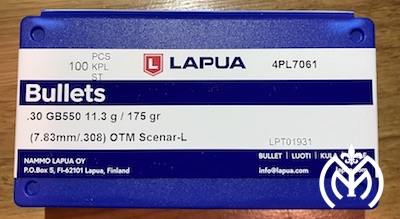 100 PCS
KPL
ST
LAPUA
4PL7061
Bullets
.30 GB550 11.3 g / 175 gr
(7.83mm/.308) OTM Scenar-L
LPT01931
NAMMO LAPUA OY
P.O.Box 5, FI-62101 Lapua, Finland
BULLET | LUOTI | KULA
info@lapua.com